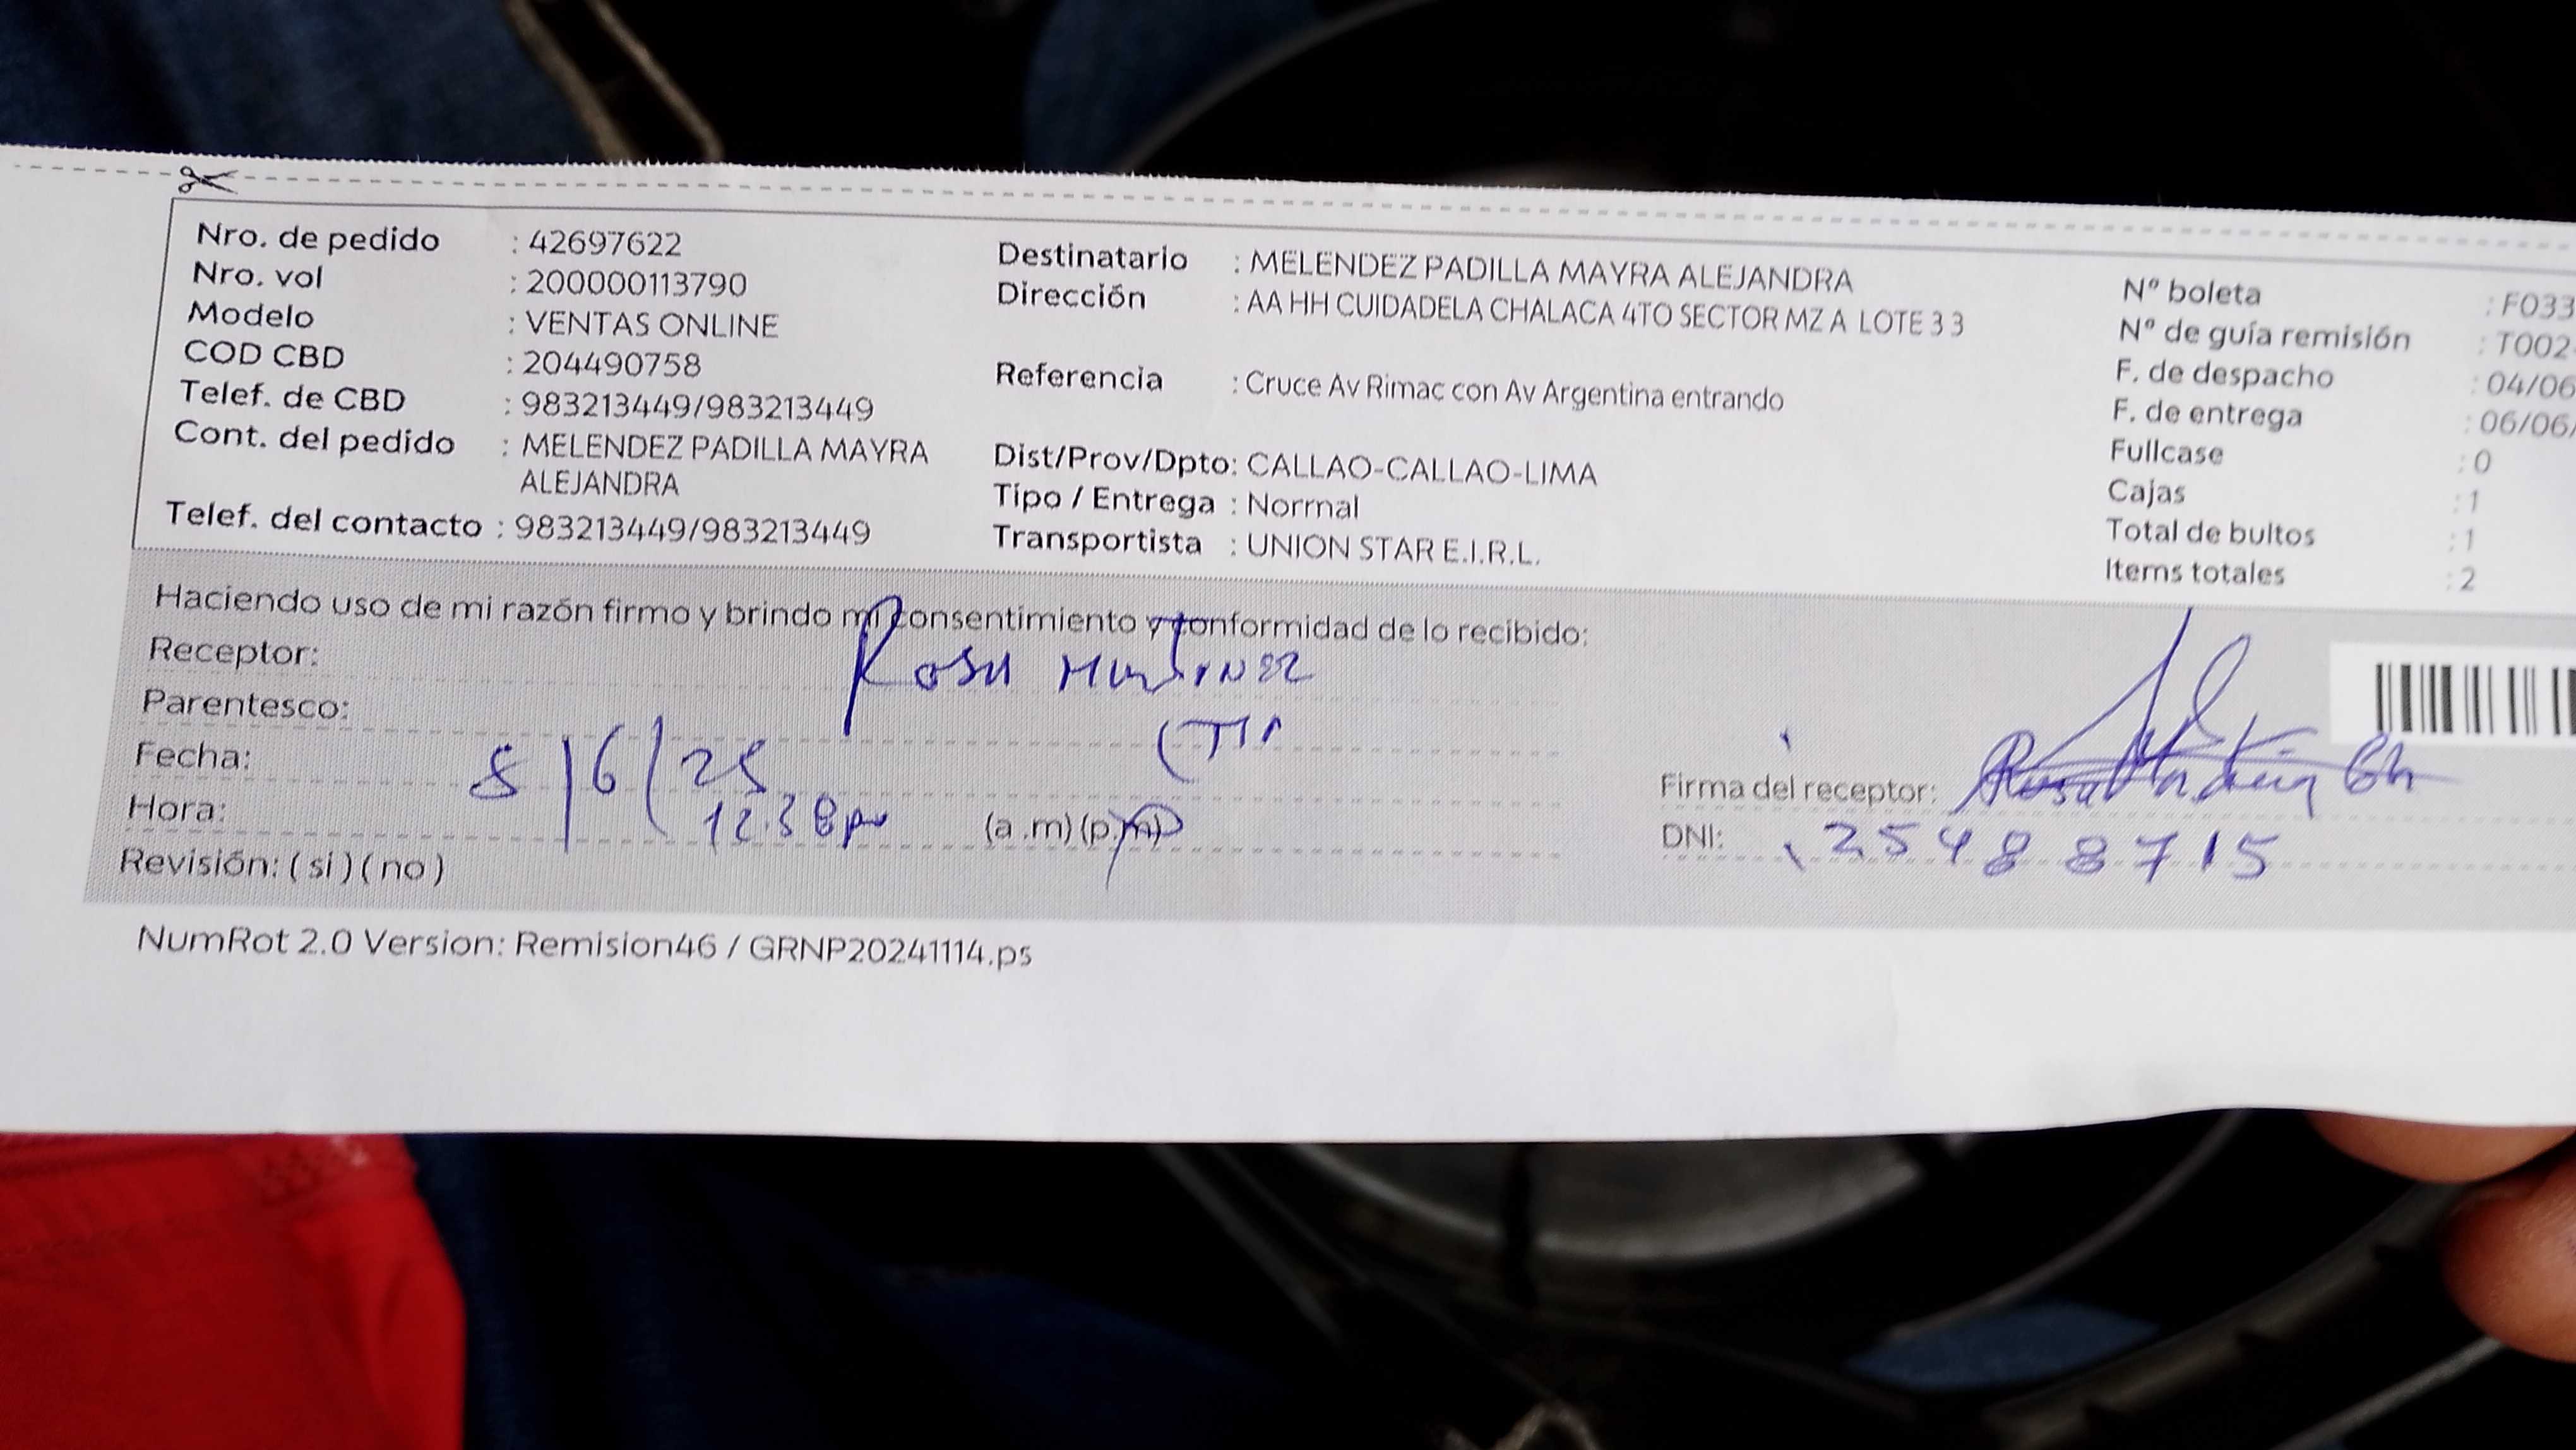 Nro. de pedido : 42697622
Nro. vol : 200000113790
Modelo : VENTAS ONLINE
COD CBD : 204490758
Telef. de CBD : 983213449/983213449
Cont. del pedido : MELENDEZ PADILLA MAYRA
ALEJANDRA
Telef. del contacto : 983213449/983213449
Destinatario : MELENDEZ PADILLA MAYRA ALEJANDRA
Dirección : AA HH CUIDADELA CHALACA 4TO SECTOR MZ A LOTE 3 3
Referencia : Cruce Av Rimac con Av Argentina entrando
Dist/Prov/Dpto: CALLAO-CALLAO-LIMA
Tipo / Entrega : Normal
Transportista : UNION STAR E.I.R.L.
N° boleta : F033
N° de guía remisión : T002
F. de despacho : 04/06
F. de entrega : 06/06/
Fullcase : 0
Cajas : 1
Total de bultos : 1
Items totales : 2
Haciendo uso de mi razón firmo y brindo mi consentimiento y conformidad de lo recibido:
Receptor: Rosa Martinez
Parentesco: (TIA
Fecha: 8/6/25
Hora: 12.38pm (a.m)(p.m)
Revisión: (si)(no)
Firma del receptor:
DNI: 25488715
NumRot 2.0 Version: Remision46 / GRNP20241114.ps